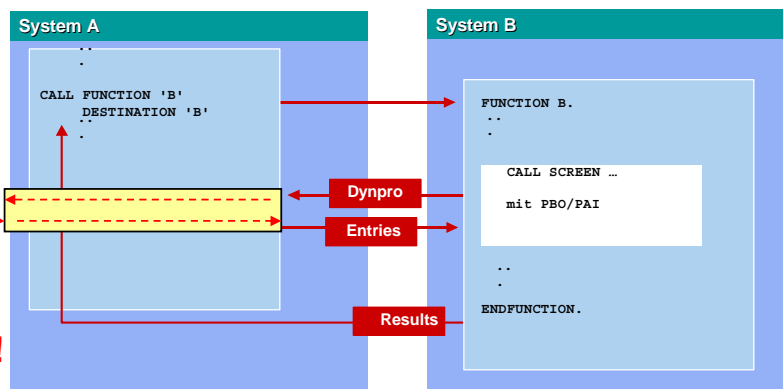 System A
..
.
CALL FUNCTION 'B'
DESTINATION 'B'
..
.
System B
FUNCTION B.
..
.
CALL SCREEN …
mit PBO/PAI
Dynpro
Entries
..
.
ENDFUNCTION.
Results
!